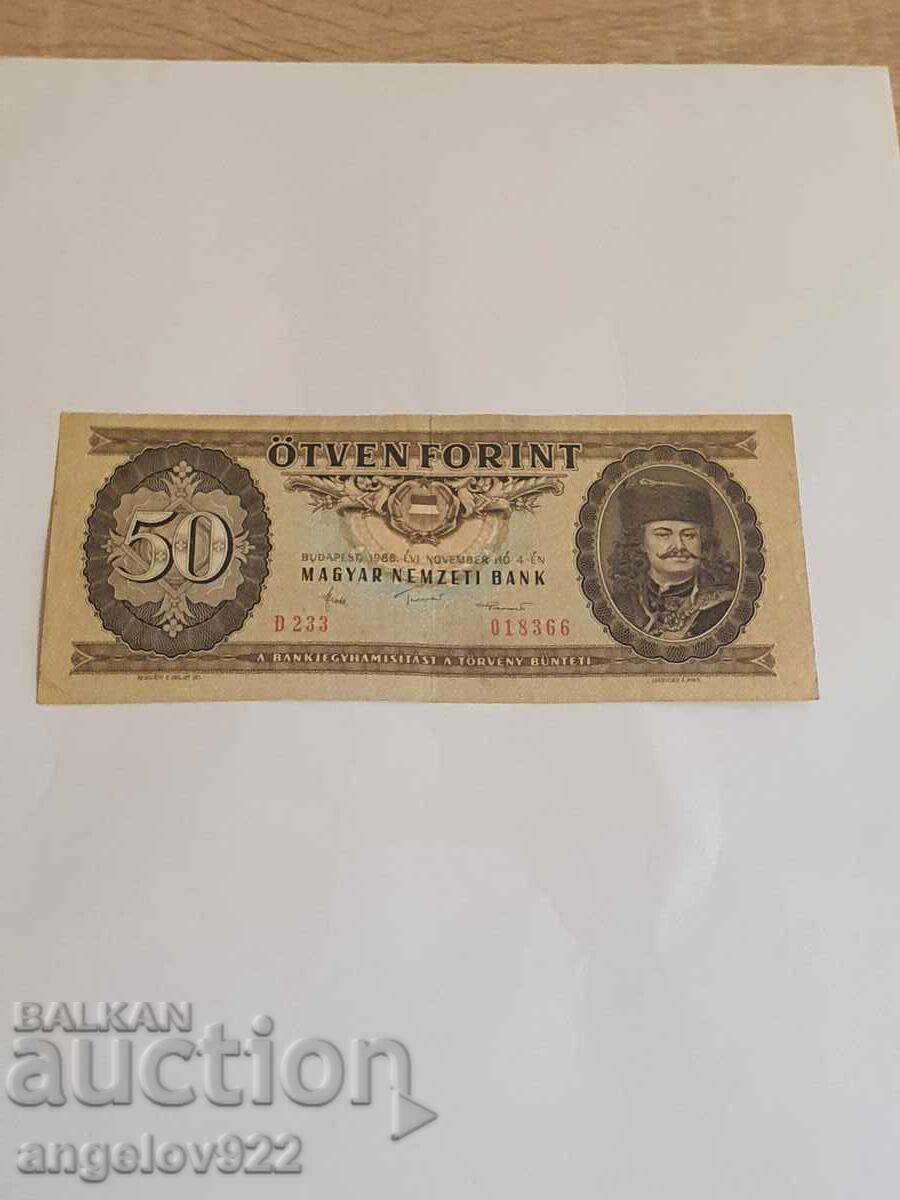 ÖTVEN FORINT
50
BUDAPEST, 1986. ÉVI NOVEMBER HÓ 4-ÉN
MAGYAR NEMZETI BANK
D 233 018366
A BANKJEGYHAMISÍTÁST A TÖRVÉNY BÜNTETI
BALKAN
auction
angelov922